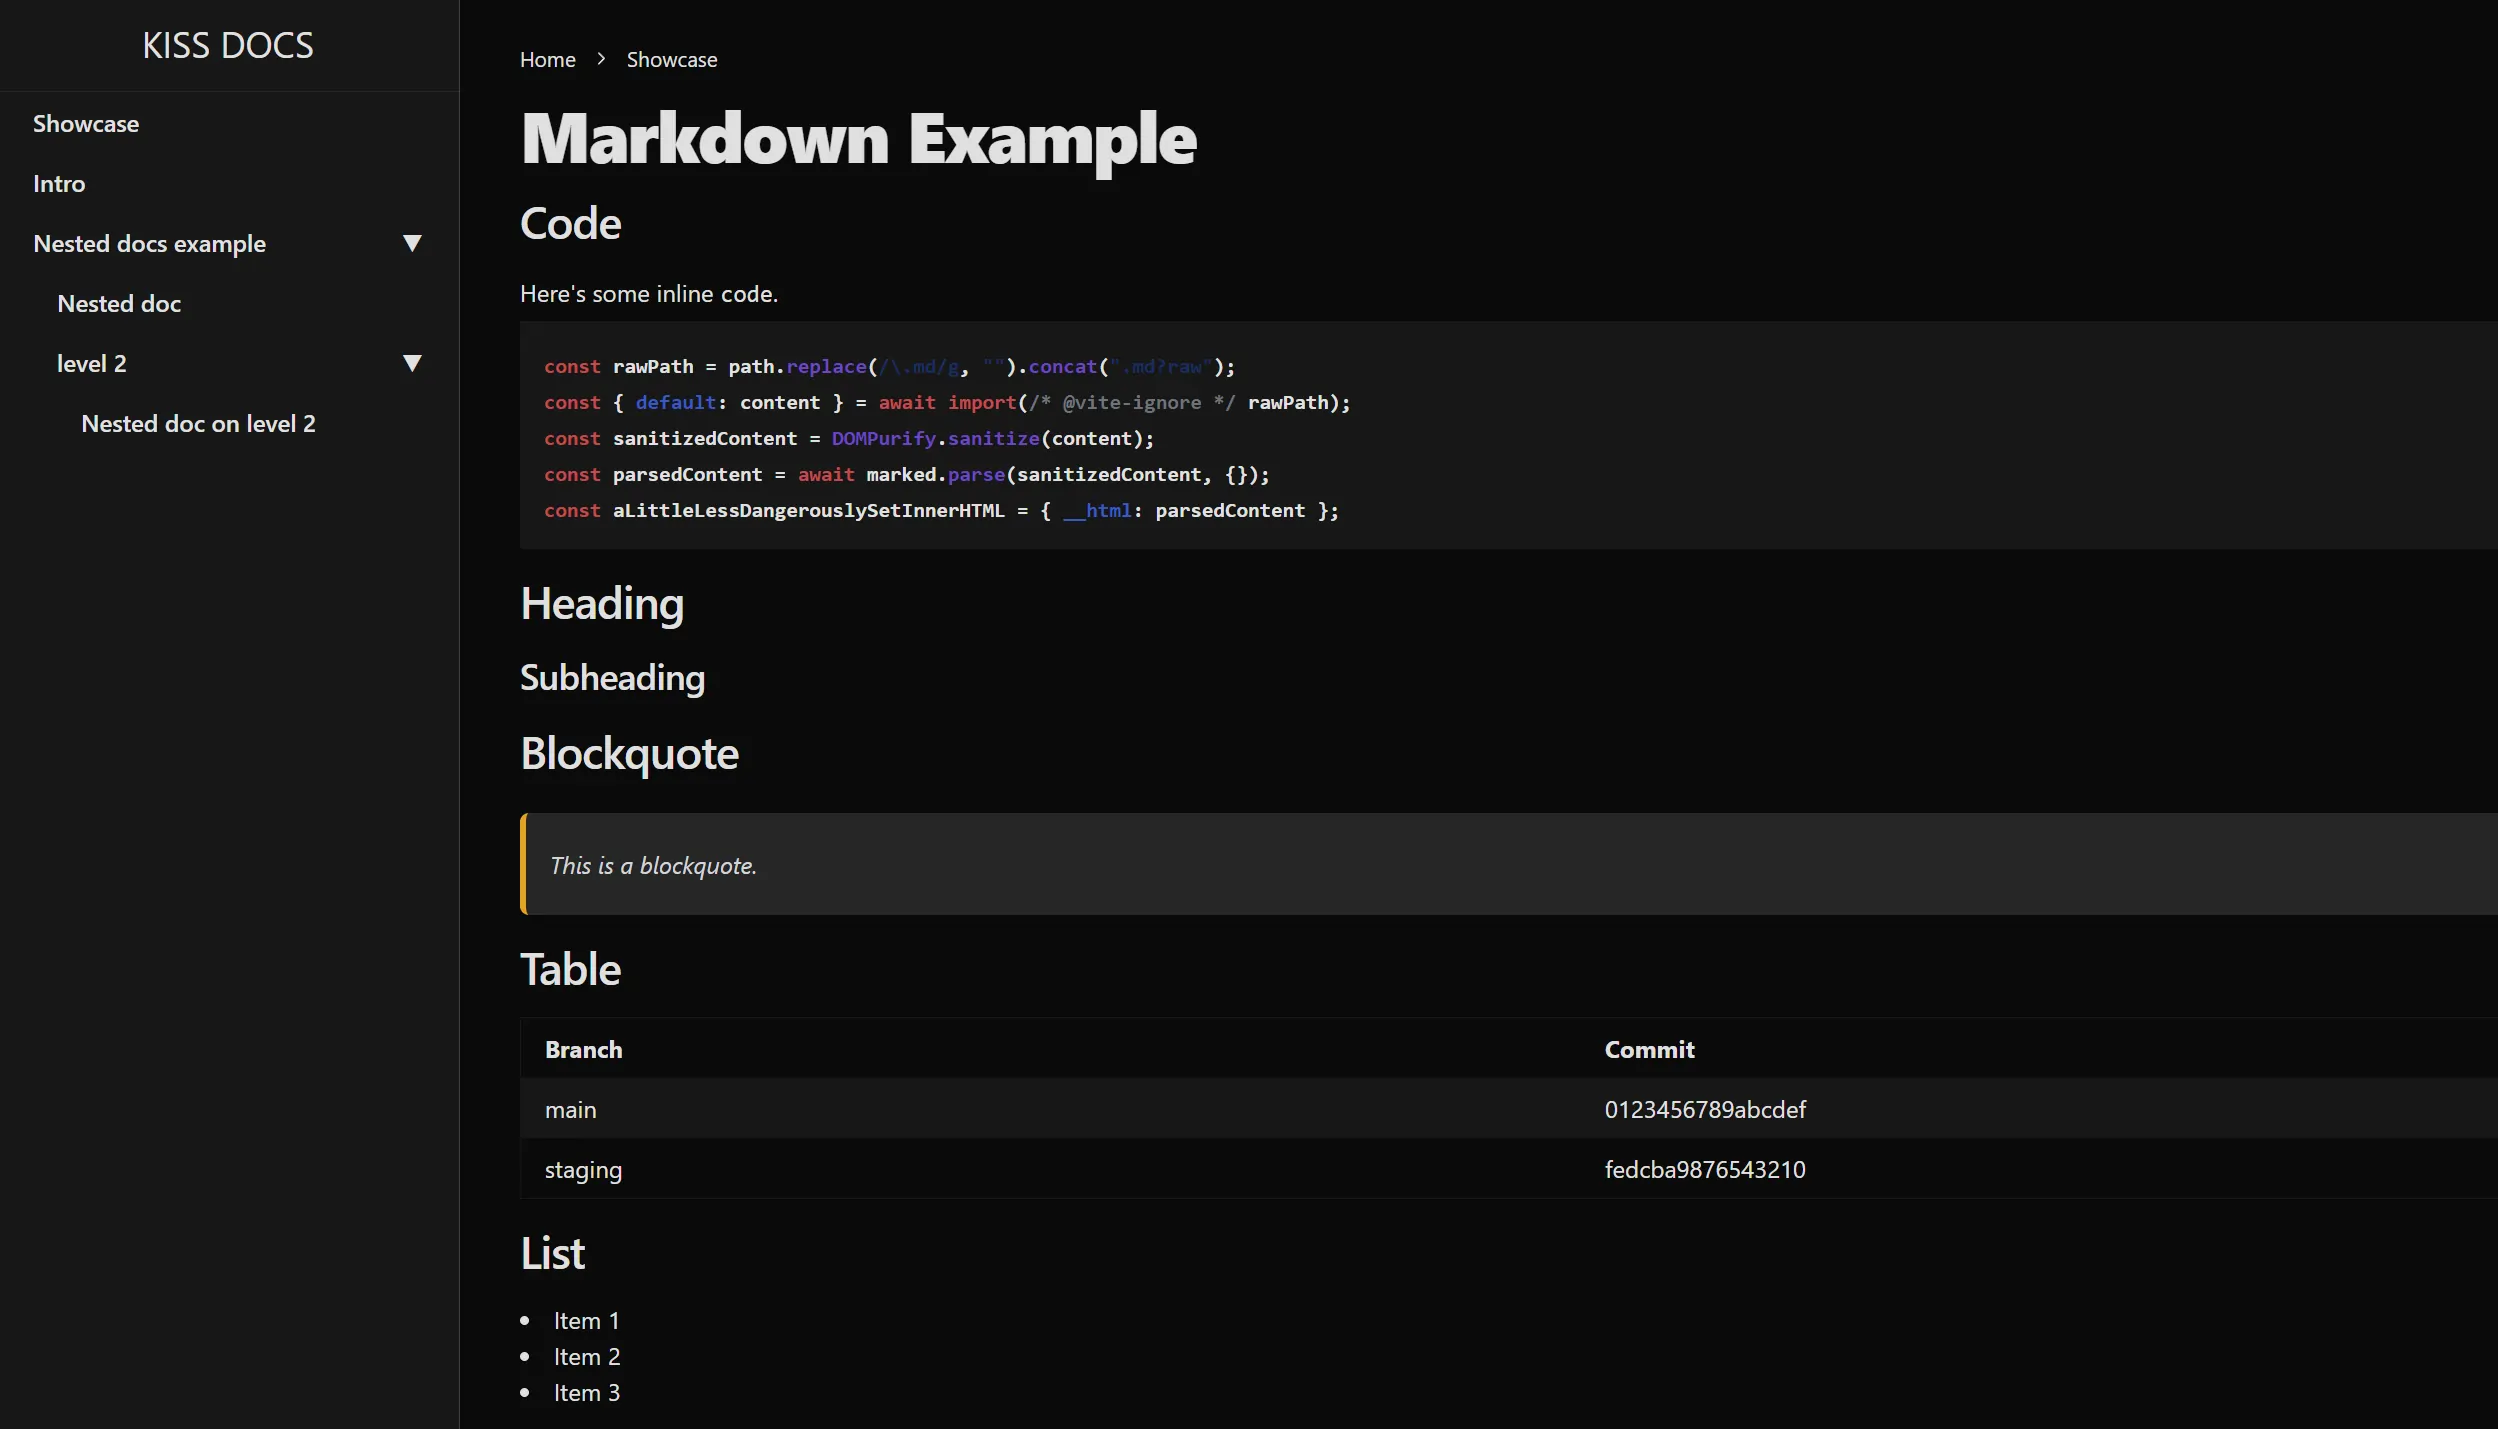 KISS DOCS
Showcase
Intro
Nested docs example
Nested doc
level 2
Nested doc on level 2
Home > Showcase
Markdown Example
Code
Here's some inline code.
const rawPath = path.replace(/\.md/g, "").concat(".md?raw");
const { default: content } = await import(/* @vite-ignore */ rawPath);
const sanitizedContent = DOMPurify.sanitize(content);
const parsedContent = await marked.parse(sanitizedContent, {});
const aLittleLessDangerouslySetInnerHTML = { __html: parsedContent };
Heading
Subheading
Blockquote
This is a blockquote.
Table
Branch Commit
main 0123456789abcdef
staging fedcba9876543210
List
• Item 1
• Item 2
• Item 3